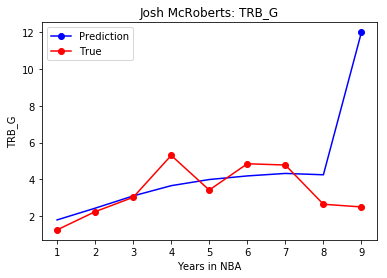 Josh McRoberts: TRB_G
Prediction
True
12
10
8
6
4
2
TRB_G
1 2 3 4 5 6 7 8 9
Years in NBA